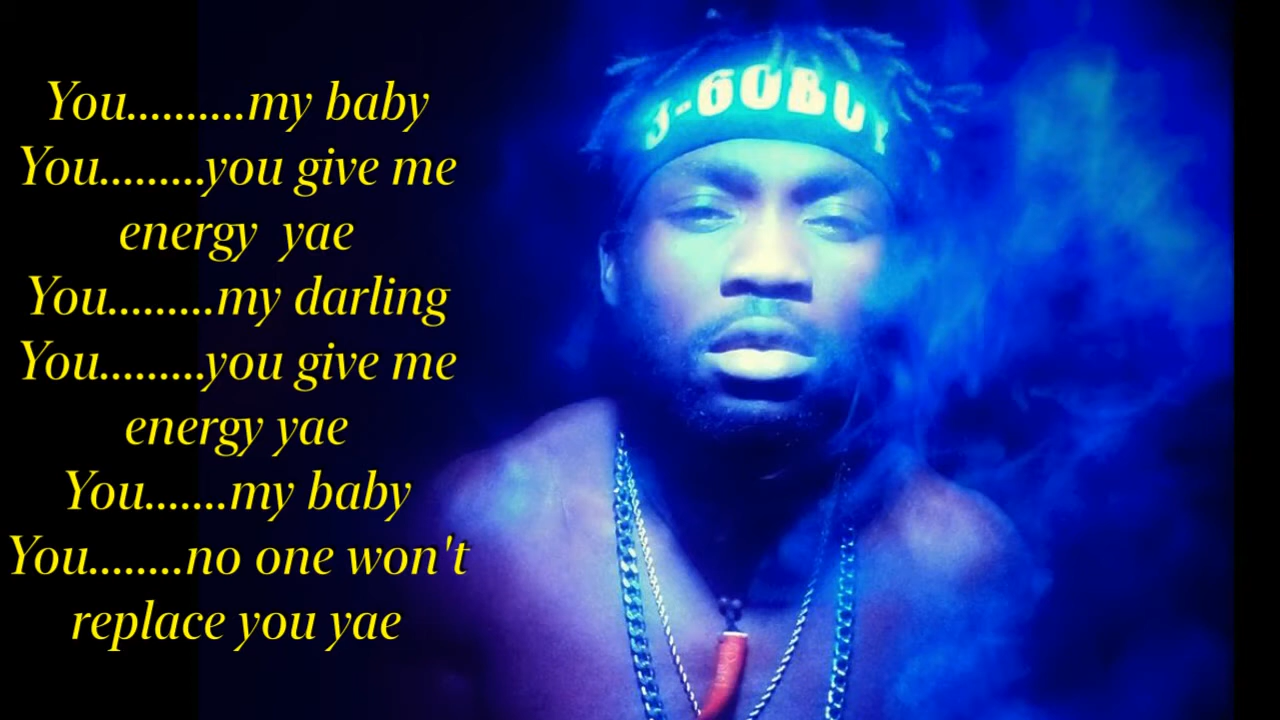 You..........my baby
You.........you give me
energy  yae
You.........my darling
You.........you give me
energy yae
You.......my baby
You........no one won't
replace you yae